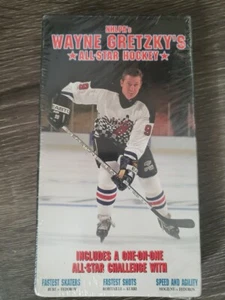 NHLPA's
WAYNE GRETZKY'S
★ALL-STAR HOCKEY★
INCLUDES A ONE-ON-ONE
ALL-STAR CHALLENGE WITH
FASTEST SKATERS
FASTEST SHOTS
SPEED AND AGILITY